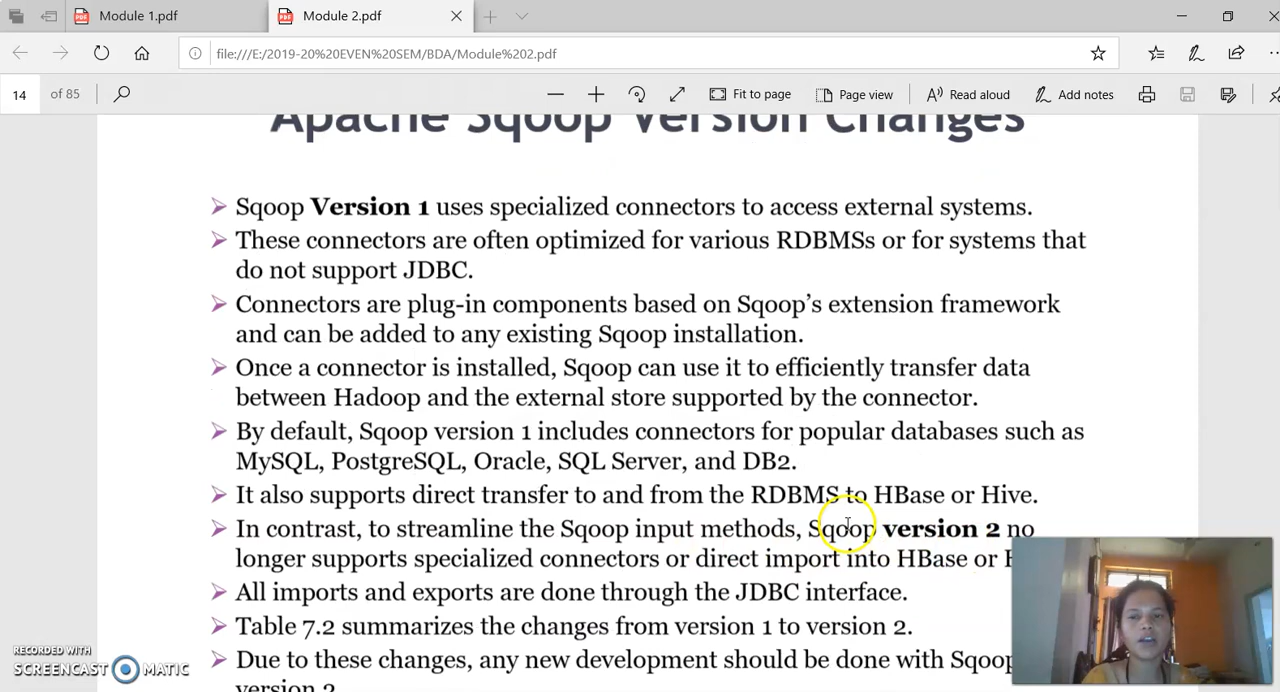 Module 1.pdf
Module 2.pdf
file:///E:/2019-20%20EVEN%20SEM/BDA/Module%202.pdf
14 of 85
Fit to page
Page view
Read aloud
Add notes
Apache Sqoop Version Changes
Sqoop Version 1 uses specialized connectors to access external systems.
These connectors are often optimized for various RDBMSs or for systems that
do not support JDBC.
Connectors are plug-in components based on Sqoop's extension framework
and can be added to any existing Sqoop installation.
Once a connector is installed, Sqoop can use it to efficiently transfer data
between Hadoop and the external store supported by the connector.
By default, Sqoop version 1 includes connectors for popular databases such as
MySQL, PostgreSQL, Oracle, SQL Server, and DB2.
It also supports direct transfer to and from the RDBMS to HBase or Hive.
In contrast, to streamline the Sqoop input methods, Sqoop version 2 no
longer supports specialized connectors or direct import into HBase or
All imports and exports are done through the JDBC interface.
Table 7.2 summarizes the changes from version 1 to version 2.
Due to these changes, any new development should be done with Sqoop
version 2
RECORDED WITH
SCREENCAST MATIC